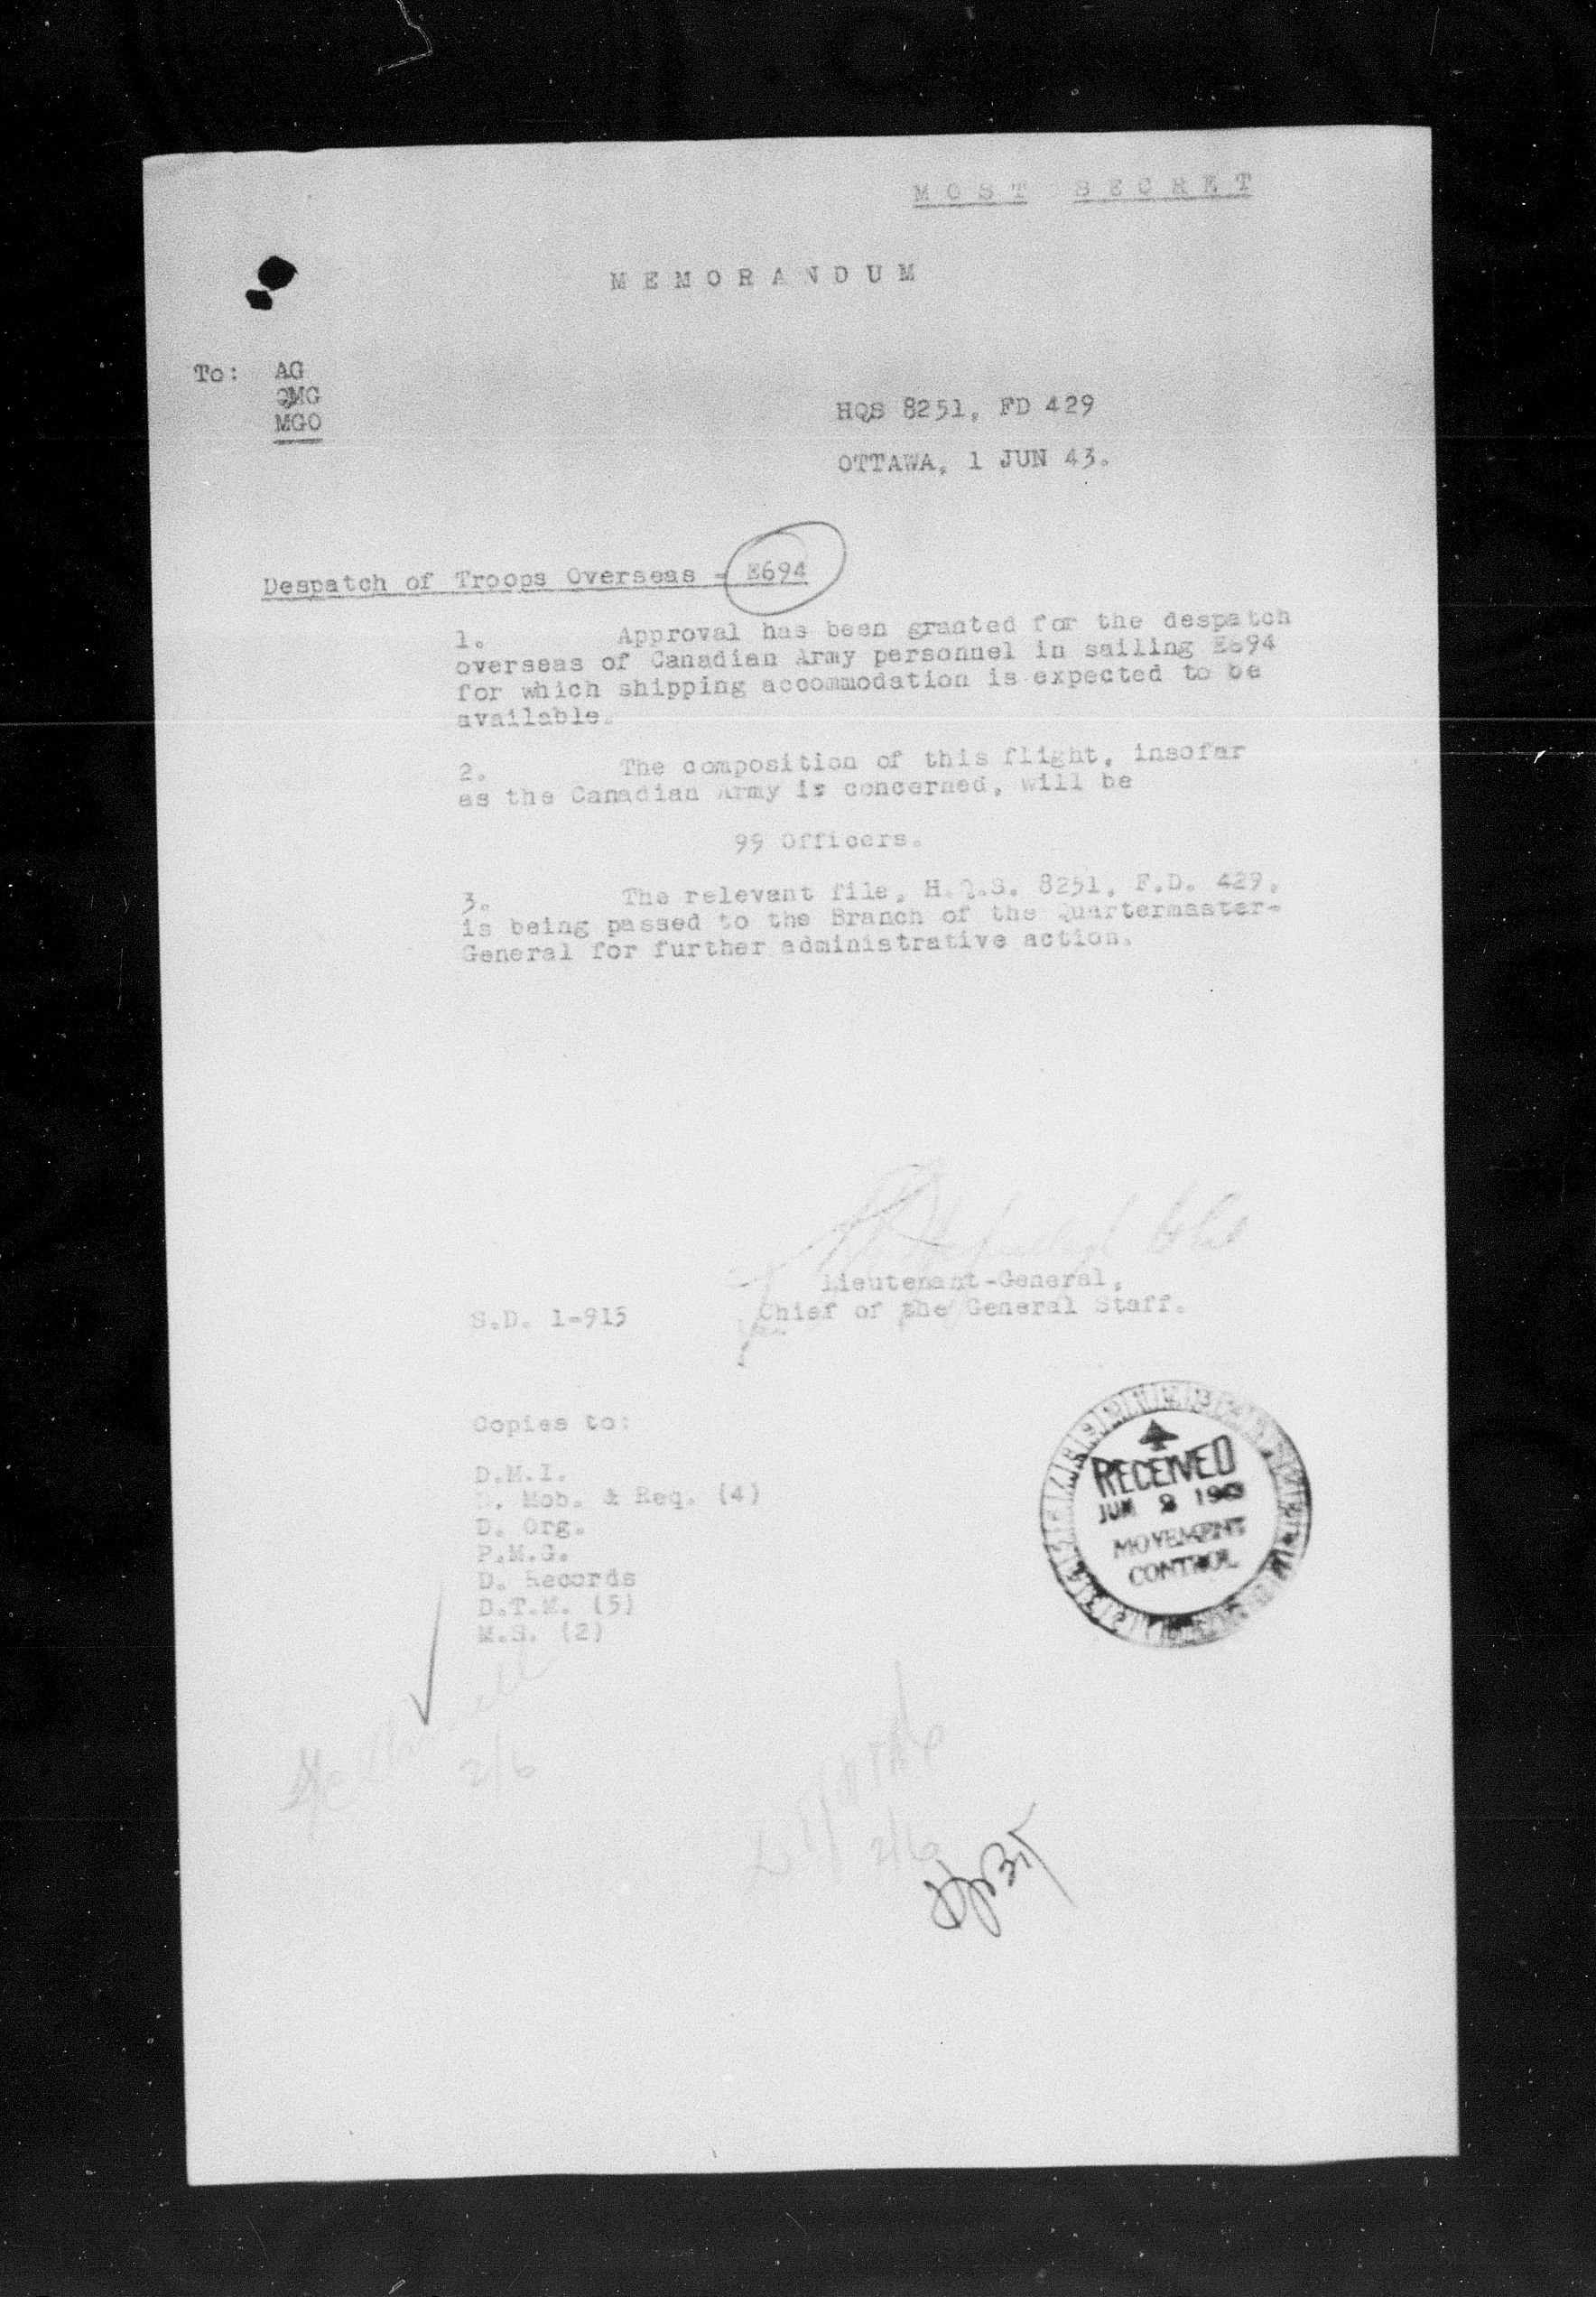 MOST SECRET
MEMORANDUM
To: AG
QMG
MGO
HQS 8251, FD 429
OTTAWA, 1 JUN 43.
Despatch of Troops Overseas - E694
1. Approval has been granted for the despatch
overseas of Canadian Army personnel in sailing E694
for which shipping accommodation is expected to be
available.
2. The composition of this flight, insofar
as the Canadian Army is concerned, will be
99 Officers.
3. The relevant file, H.Q.S. 8251, F.D. 429,
is being passed to the Branch of the Quartermaster-
General for further administrative action.
Lieutenant-General,
Chief of the General Staff.
S.D. 1-915
Copies to:
D.M.I.
D. Mob. & Req. (4)
D. Org.
P.M.G.
D. Records
D.T.M. (5)
M.S. (2)
RECEIVED
JUN 2 1943
MOVEMENT
CONTROL
2/6
2/6